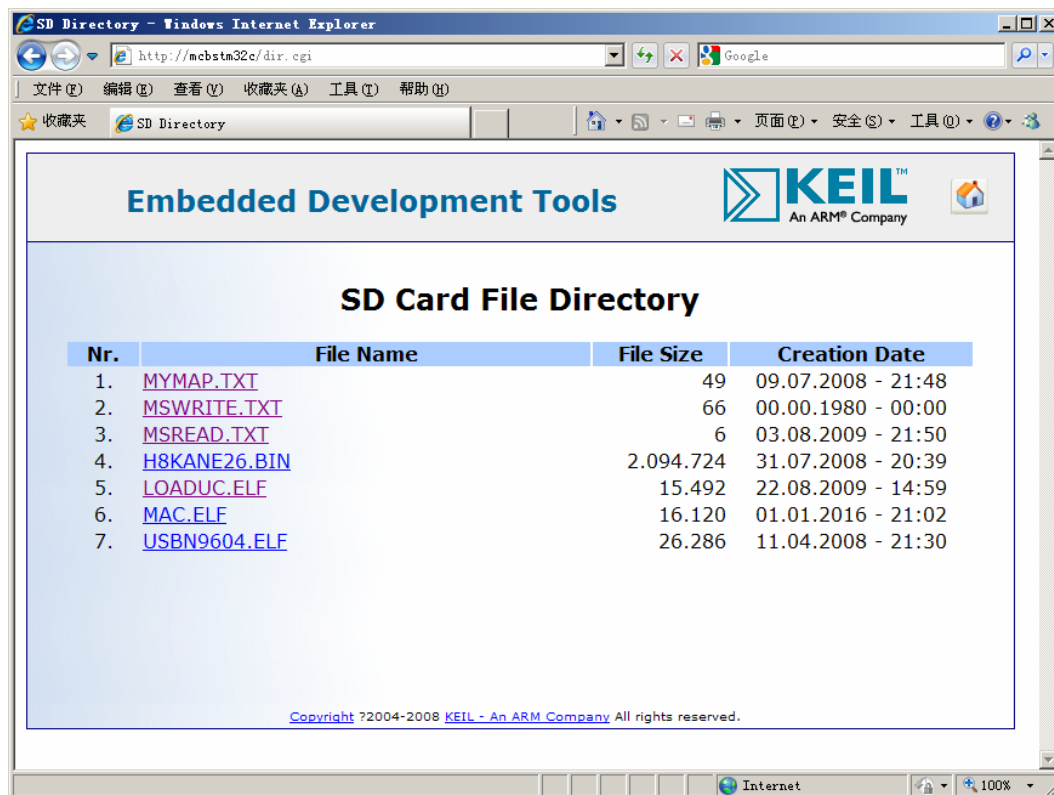 SD Directory - Windows Internet Explorer
http://mcbstm32c/dir.cgi
Google
文件(F) 编辑(E) 查看(V) 收藏夹(A) 工具(T) 帮助(H)
收藏夹 SD Directory 页面(P) 安全(S) 工具(O)
Embedded Development Tools
KEIL™
An ARM® Company
SD Card File Directory
Nr. File Name File Size Creation Date
1. MYMAP.TXT 49 09.07.2008 - 21:48
2. MSWRITE.TXT 66 00.00.1980 - 00:00
3. MSREAD.TXT 6 03.08.2009 - 21:50
4. H8KANE26.BIN 2.094.724 31.07.2008 - 20:39
5. LOADUC.ELF 15.492 22.08.2009 - 14:59
6. MAC.ELF 16.120 01.01.2016 - 21:02
7. USBN9604.ELF 26.286 11.04.2008 - 21:30
Copyright ?2004-2008 KEIL - An ARM Company All rights reserved.
Internet 100%